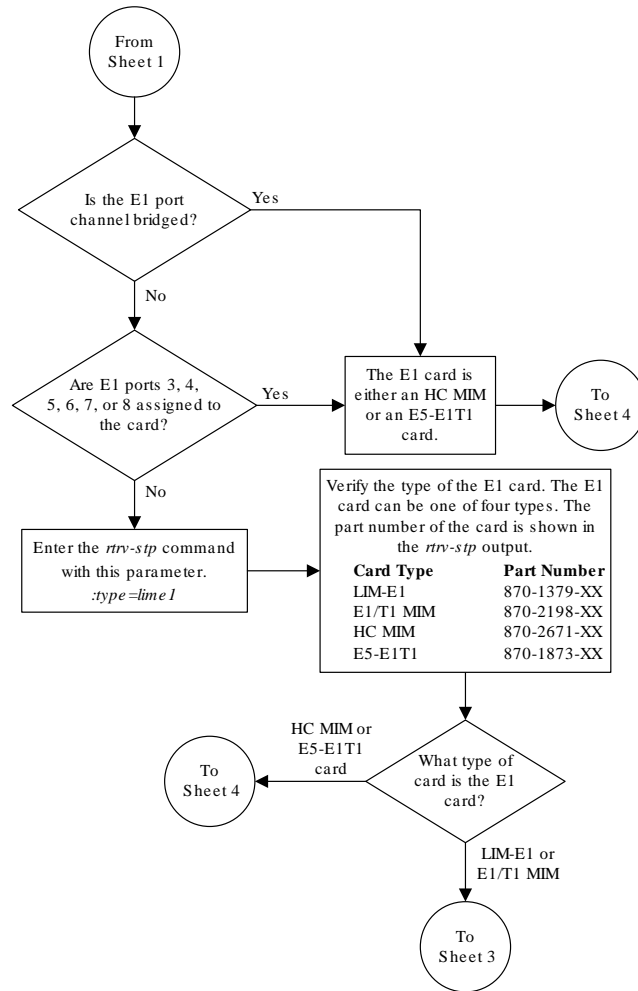 From
Sheet 1
Is the E1 port
channel bridged?
Yes
No
Are E1 ports 3, 4,
5, 6, 7, or 8 assigned to
the card?
Yes
The E1 card is
either an HC MIM
or an E5-E1T1
card.
To
Sheet 4
No
Enter the rtrv-stp command
with this parameter.
:type=lime1
Verify the type of the E1 card. The E1
card can be one of four types. The
part number of the card is shown in
the rtrv-stp output.
Card Type Part Number
LIM-E1 870-1379-XX
E1/T1 MIM 870-2198-XX
HC MIM 870-2671-XX
E5-E1T1 870-1873-XX
What type of
card is the E1
card?
HC MIM or
E5-E1T1
card
To
Sheet 4
LIM-E1 or
E1/T1 MIM
To
Sheet 3